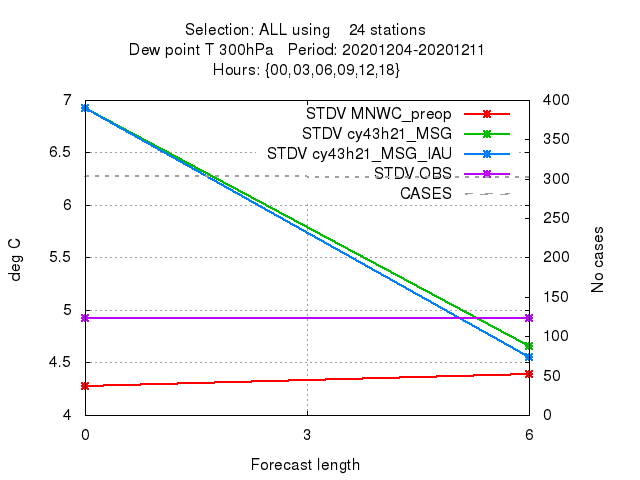 Selection: ALL using 24 stations
Dew point T 300hPa Period: 20201204-20201211
Hours: {00,03,06,09,12,18}
7 400
STDV MNWC_preop
350
STDV cy43h21_MSG
6.5
STDV cy43h21_MSG_IAU
300
STDV OBS
CASES
6 250
5.5 200
deg C
No cases
150
5
100
4.5
50
4 0
0 3 6
Forecast length